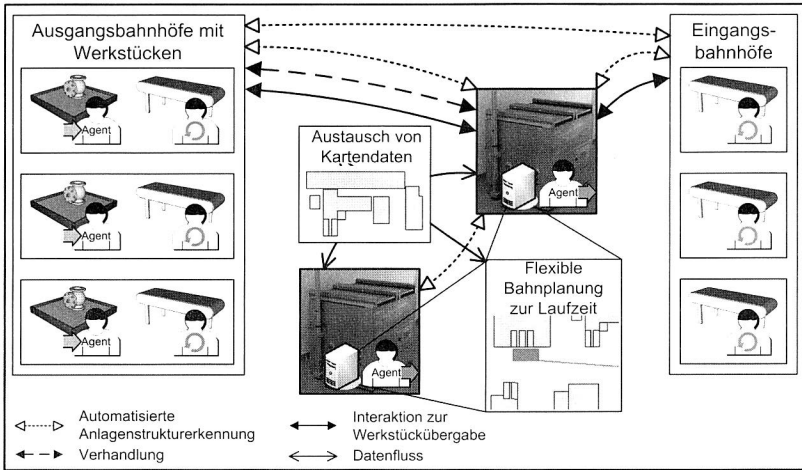 Ausgangsbahnhöfe mit
Werkstücken
Agent
Agent
Agent
Austausch von
Kartendaten
Agent
Agent
Flexible
Bahnplanung
zur Laufzeit
Eingangs-
bahnhöfe
Automatisierte
Anlagenstrukturerkennung
Verhandlung
Interaktion zur
Werkstückübergabe
Datenfluss